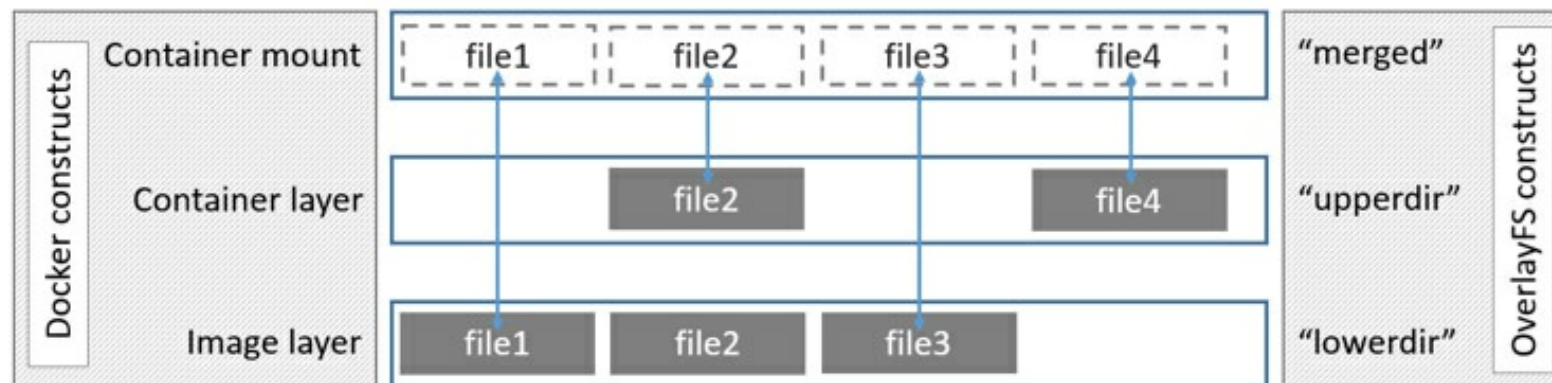 Docker constructs
Container mount
file1
file2
file3
file4
“merged”
Container layer
file2
file4
“upperdir”
Image layer
file1
file2
file3
“lowerdir”
OverlayFS constructs